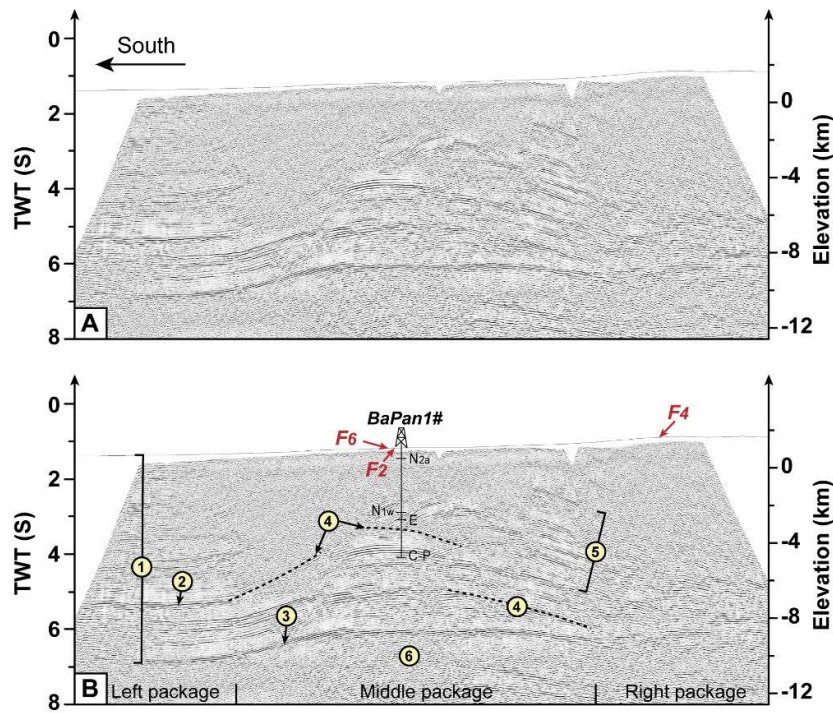 0
South
2
4
6
8
TWT (S)
0
-4
-8
-12
Elevation (km)
A
0
2
4
6
8
TWT (S)
BaPan1#
F6
F2
F4
N2a
N1w
E
C-P
1
2
3
4
4
5
6
0
-4
-8
-12
Elevation (km)
B
Left package
Middle package
Right package